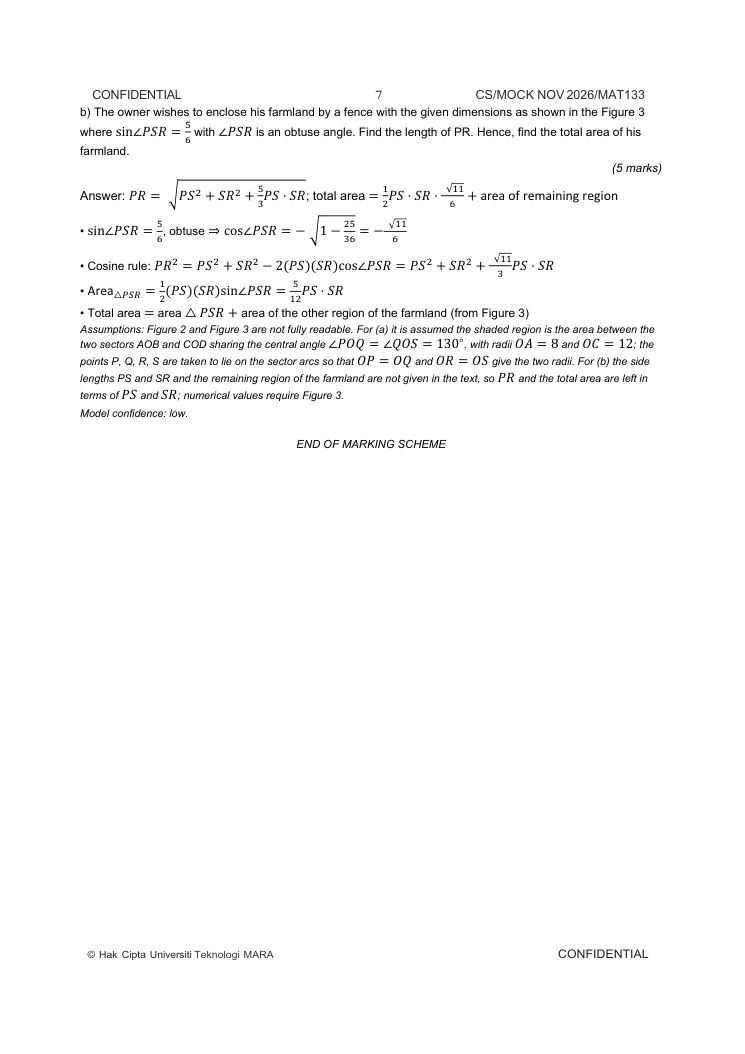 CONFIDENTIAL 7 CS/MOCK NOV 2026/MAT133
b) The owner wishes to enclose his farmland by a fence with the given dimensions as shown in the Figure 3
where sin∠PSR = 5/6 with ∠PSR is an obtuse angle. Find the length of PR. Hence, find the total area of his
farmland.
(5 marks)
Answer: PR = √(PS² + SR² + 5/3 PS · SR); total area = 1/2 PS · SR · √11/6 + area of remaining region
• sin∠PSR = 5/6, obtuse ⇒ cos∠PSR = − √(1 − 25/36) = − √11/6
• Cosine rule: PR² = PS² + SR² − 2(PS)(SR)cos∠PSR = PS² + SR² + √11/3 PS · SR
• Area△PSR = 1/2 (PS)(SR)sin∠PSR = 5/12 PS · SR
• Total area = area △ PSR + area of the other region of the farmland (from Figure 3)
Assumptions: Figure 2 and Figure 3 are not fully readable. For (a) it is assumed the shaded region is the area between the
two sectors AOB and COD sharing the central angle ∠POQ = ∠QOS = 130°, with radii OA = 8 and OC = 12; the
points P, Q, R, S are taken to lie on the sector arcs so that OP = OQ and OR = OS give the two radii. For (b) the side
lengths PS and SR and the remaining region of the farmland are not given in the text, so PR and the total area are left in
terms of PS and SR; numerical values require Figure 3.
Model confidence: low.
END OF MARKING SCHEME
© Hak Cipta Universiti Teknologi MARA CONFIDENTIAL